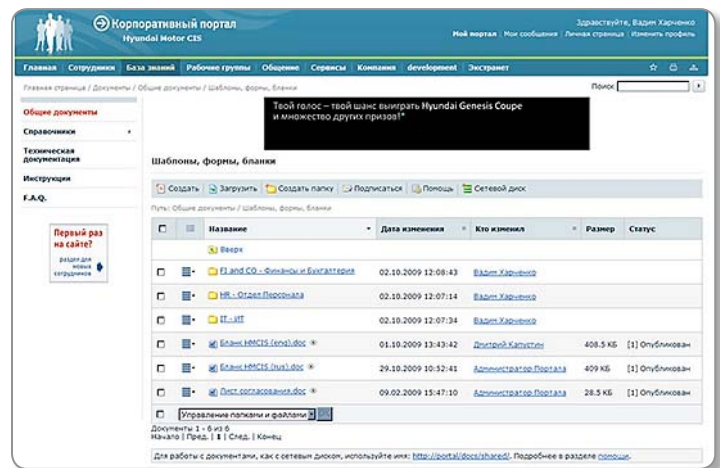 Корпоративный портал
Hyundai Motor CIS
Здравствуйте, Вадим Харченко
Мой портал | Мои сообщения | Личная страница | Изменить профиль
Главная Сотрудники База знаний Рабочие группы Общение Сервисы Компания development Экстранет
Главная страница / Документы / Общие документы / Шаблоны, формы, бланки
Поиск
Общие документы
Справочники
Техническая
документация
Инструкции
F.A.Q.
Первый раз
на сайте?
раздел для
новых
сотрудников
Твой голос – твой шанс выиграть Hyundai Genesis Coupe
и множество других призов!*
Шаблоны, формы, бланки
Создать Загрузить Создать папку Подписаться Помощь Сетевой диск
Путь: Общие документы / Шаблоны, формы, бланки
Название Дата изменения Кто изменил Размер Статус
Вверх
FI and CO - Финансы и Бухгалтерия 02.10.2009 12:08:43 Вадим Харченко
HR - Отдел Персонала 02.10.2009 12:07:14 Вадим Харченко
IT - ИТ 02.10.2009 12:07:34 Вадим Харченко
Бланк HMCIS (eng).doc 01.10.2009 13:43:42 Дмитрий Капустин 408.5 КБ [1] Опубликован
Бланк HMCIS (rus).doc 29.10.2009 10:52:41 Администратор Портала 409 КБ [1] Опубликован
Лист согласования.doc 09.02.2009 15:47:10 Администратор Портала 28.5 КБ [1] Опубликован
Управление папками и файлами
Документы 1 - 6 из 6
Начало | Пред. | 1 | След. | Конец
Для работы с документами, как с сетевым диском, используйте имя: http://portal/docs/shared/. Подробнее в разделе помощи.